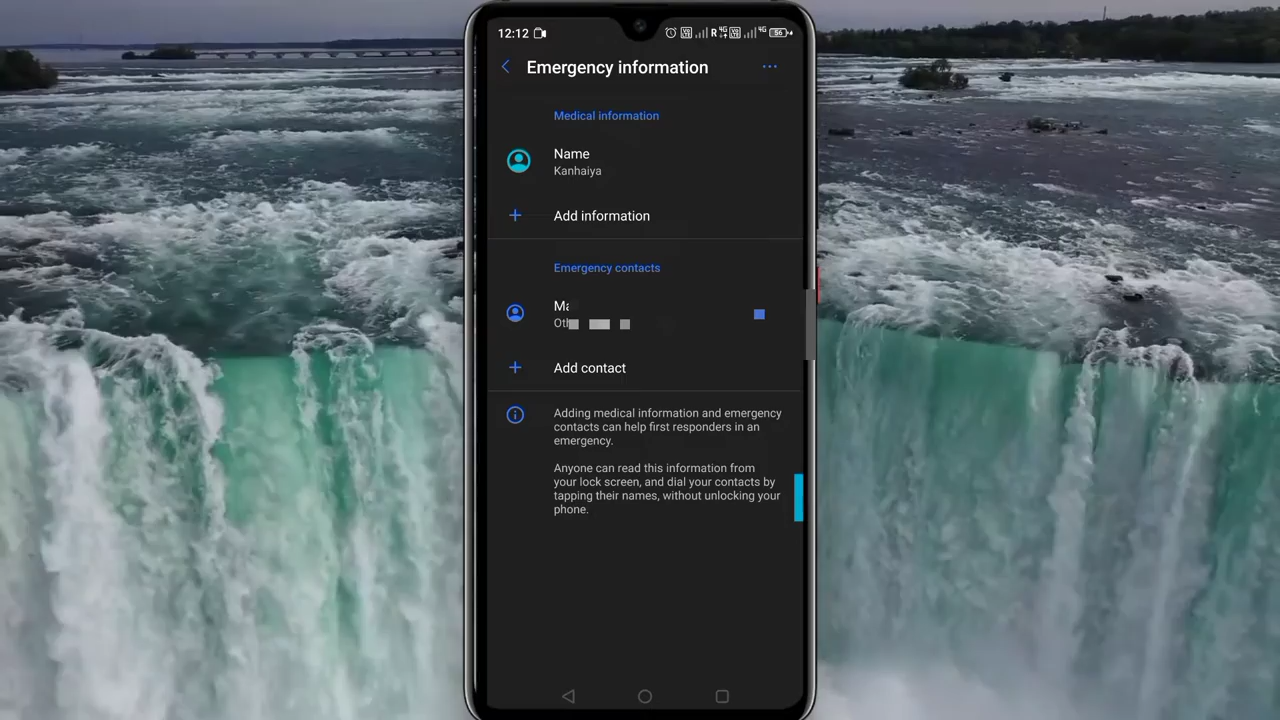 12:12
56
Emergency information
Medical information
Name
Kanhaiya
Add information
Emergency contacts
Add contact
Adding medical information and emergency
contacts can help first responders in an
emergency.
Anyone can read this information from
your lock screen, and dial your contacts by
tapping their names, without unlocking your
phone.